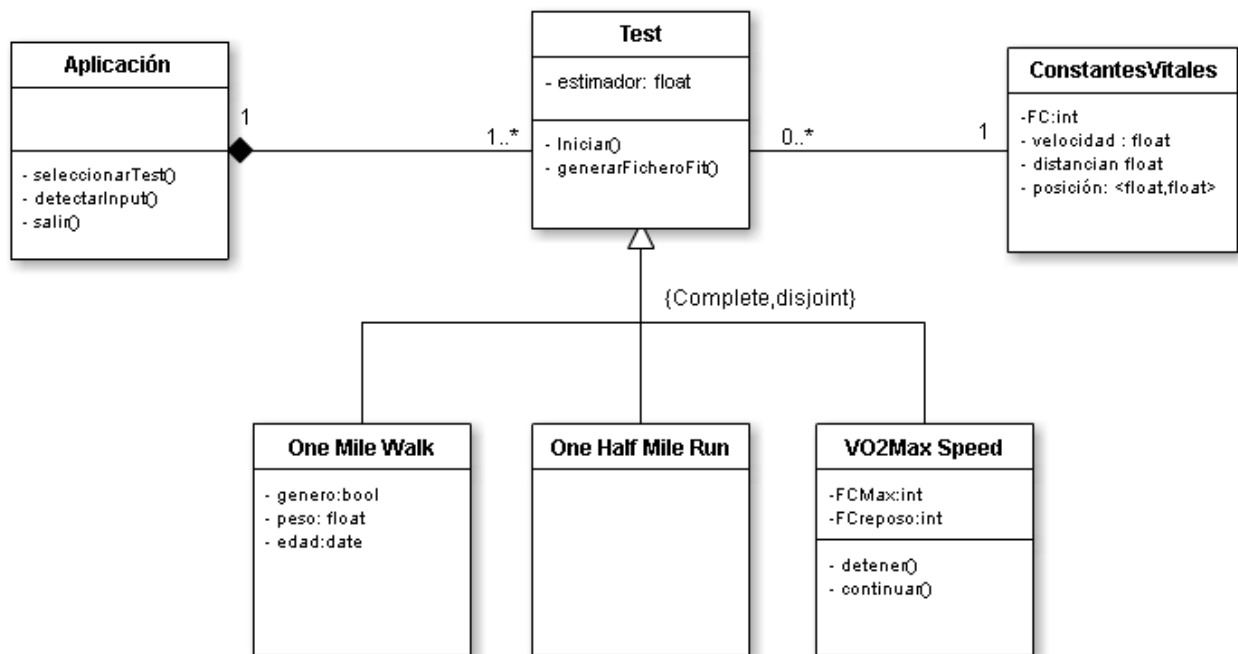 Aplicación
- seleccionarTest()
- detectarInput()
- salir()
1
1..*
Test
- estimador: float
- Iniciar()
- generarFicheroFit()
0..*
1
ConstantesVitales
-FC:int
- velocidad : float
- distancian float
- posición: <float,float>
{Complete,disjoint}
One Mile Walk
- genero:bool
- peso: float
- edad:date
One Half Mile Run
VO2Max Speed
-FCMax:int
-FCreposo:int
- detener()
- continuar()